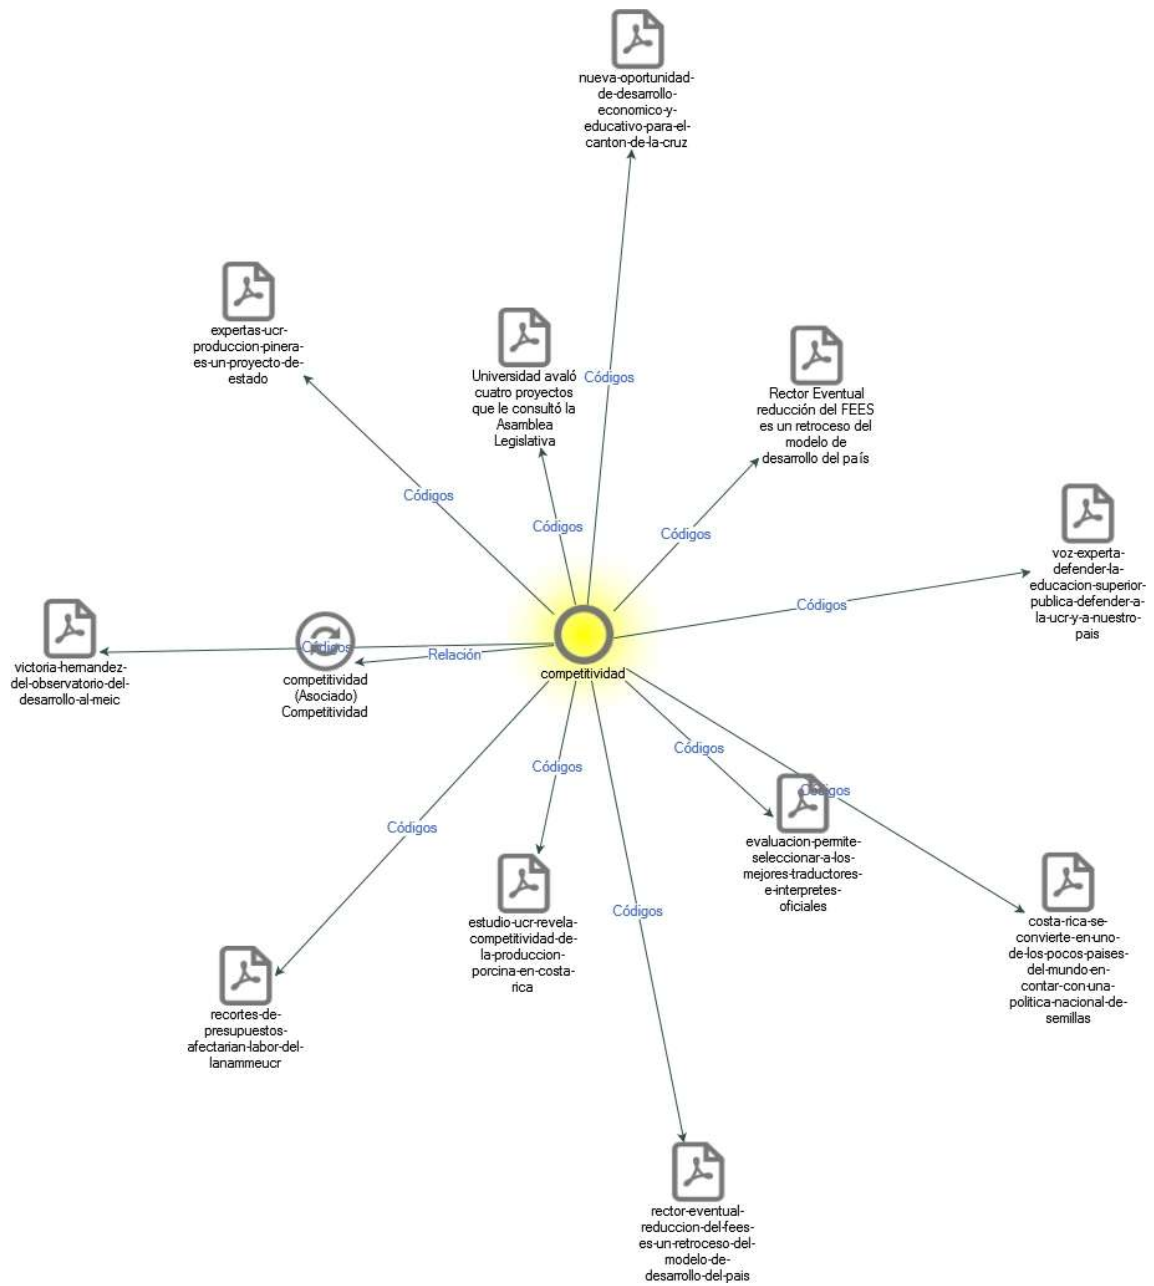 nueva-oportunidad-
de-desarrollo-
economico-y-
educativo-para-el-
canton-de-la-cruz
expertas-ucr-
produccion-pinera-
es-un-proyecto-de-
estado
Universidad avaló
cuatro proyectos
que le consultó la
Asamblea
Legislativa
Códigos
Rector Eventual
reducción del FEES
es un retroceso del
modelo de
desarrollo del país
Códigos
Códigos
Códigos
voz-experta-
defender-la-
educacion-superior-
publica-defender-a-
la-ucr-y-a-nuestro-
pais
Códigos
victoria-hernandez-
del-observatorio-del-
desarrollo-al-meic
Códigos
Relación
competitividad
(Asociado)
Competitividad
competitividad
Códigos
Códigos
Códigos
Códigos
evaluacion-permite-
seleccionar-a-los-
mejores-traductores-
e-interpretes-
oficiales
Códigos
estudio-ucr-revela-
competitividad-de-
la-produccion-
porcina-en-costa-
rica
costa-rica-se-
convierte-en-uno-
de-los-pocos-paises-
del-mundo-en-
contar-con-una-
politica-nacional-de-
semillas
recortes-de-
presupuestos-
afectarian-labor-del-
lanammeucr
rector-eventual-
reduccion-del-fees-
es-un-retroceso-del-
modelo-de-
desarrollo-del-pais